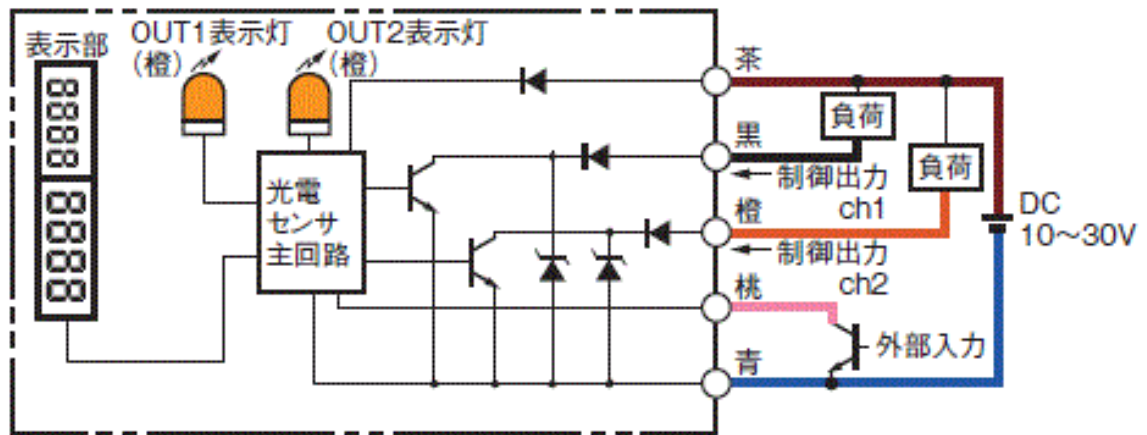 表示部
OUT1表示灯
(橙)
OUT2表示灯
(橙)
茶
負荷
黒
制御出力
ch1
負荷
光電
センサ
主回路
橙
制御出力
ch2
DC
10～30V
桃
外部入力
青
8888
8888